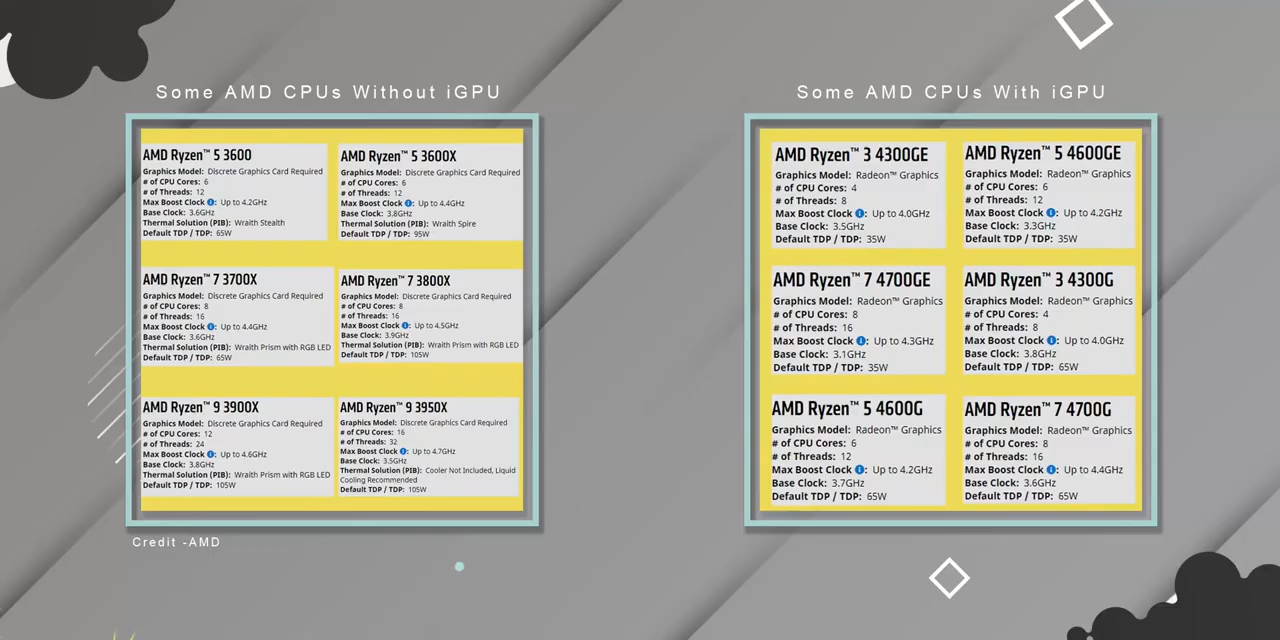 Some AMD CPUs Without iGPU
AMD Ryzen™ 5 3600
Graphics Model: Discrete Graphics Card Required
# of CPU Cores: 6
# of Threads: 12
Max Boost Clock i: Up to 4.2GHz
Base Clock: 3.6GHz
Thermal Solution (PIB): Wraith Stealth
Default TDP / TDP: 65W
AMD Ryzen™ 5 3600X
Graphics Model: Discrete Graphics Card Required
# of CPU Cores: 6
# of Threads: 12
Max Boost Clock i: Up to 4.4GHz
Base Clock: 3.8GHz
Thermal Solution (PIB): Wraith Spire
Default TDP / TDP: 95W
AMD Ryzen™ 7 3700X
Graphics Model: Discrete Graphics Card Required
# of CPU Cores: 8
# of Threads: 16
Max Boost Clock i: Up to 4.4GHz
Base Clock: 3.6GHz
Thermal Solution (PIB): Wraith Prism with RGB LED
Default TDP / TDP: 65W
AMD Ryzen™ 7 3800X
Graphics Model: Discrete Graphics Card Required
# of CPU Cores: 8
# of Threads: 16
Max Boost Clock i: Up to 4.5GHz
Base Clock: 3.9GHz
Thermal Solution (PIB): Wraith Prism with RGB LED
Default TDP / TDP: 105W
AMD Ryzen™ 9 3900X
Graphics Model: Discrete Graphics Card Required
# of CPU Cores: 12
# of Threads: 24
Max Boost Clock i: Up to 4.6GHz
Base Clock: 3.8GHz
Thermal Solution (PIB): Wraith Prism with RGB LED
Default TDP / TDP: 105W
AMD Ryzen™ 9 3950X
Graphics Model: Discrete Graphics Card Required
# of CPU Cores: 16
# of Threads: 32
Max Boost Clock i: Up to 4.7GHz
Base Clock: 3.5GHz
Thermal Solution (PIB): Cooler Not Included, Liquid
Cooling Recommended
Default TDP / TDP: 105W
Credit -AMD
Some AMD CPUs With iGPU
AMD Ryzen™ 3 4300GE
Graphics Model: Radeon™ Graphics
# of CPU Cores: 4
# of Threads: 8
Max Boost Clock i: Up to 4.0GHz
Base Clock: 3.5GHz
Default TDP / TDP: 35W
AMD Ryzen™ 5 4600GE
Graphics Model: Radeon™ Graphics
# of CPU Cores: 6
# of Threads: 12
Max Boost Clock i: Up to 4.2GHz
Base Clock: 3.3GHz
Default TDP / TDP: 35W
AMD Ryzen™ 7 4700GE
Graphics Model: Radeon™ Graphics
# of CPU Cores: 8
# of Threads: 16
Max Boost Clock i: Up to 4.3GHz
Base Clock: 3.1GHz
Default TDP / TDP: 35W
AMD Ryzen™ 3 4300G
Graphics Model: Radeon™ Graphics
# of CPU Cores: 4
# of Threads: 8
Max Boost Clock i: Up to 4.0GHz
Base Clock: 3.8GHz
Default TDP / TDP: 65W
AMD Ryzen™ 5 4600G
Graphics Model: Radeon™ Graphics
# of CPU Cores: 6
# of Threads: 12
Max Boost Clock i: Up to 4.2GHz
Base Clock: 3.7GHz
Default TDP / TDP: 65W
AMD Ryzen™ 7 4700G
Graphics Model: Radeon™ Graphics
# of CPU Cores: 8
# of Threads: 16
Max Boost Clock i: Up to 4.4GHz
Base Clock: 3.6GHz
Default TDP / TDP: 65W